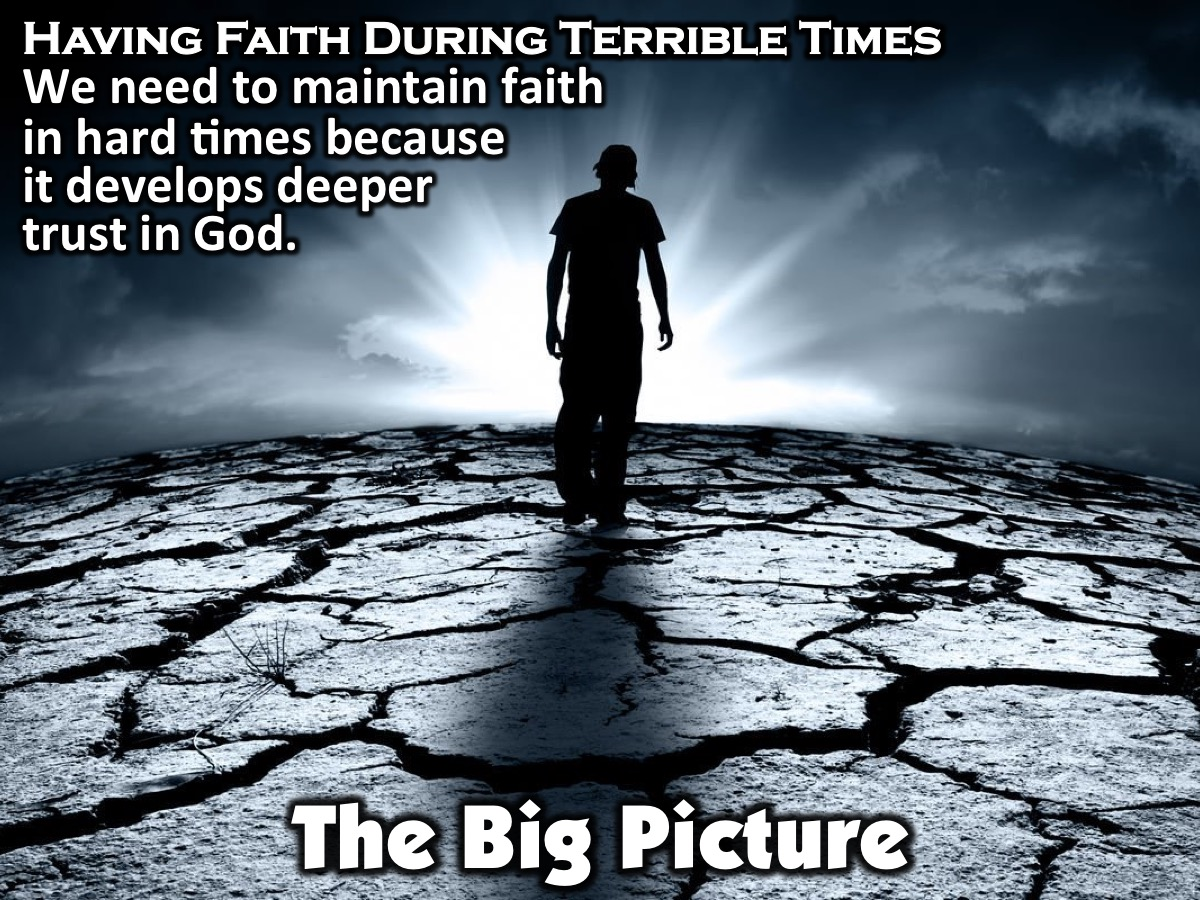 Having Faith During Terrible Times
We need to maintain faith
in hard times because
it develops deeper
trust in God.
The Big Picture